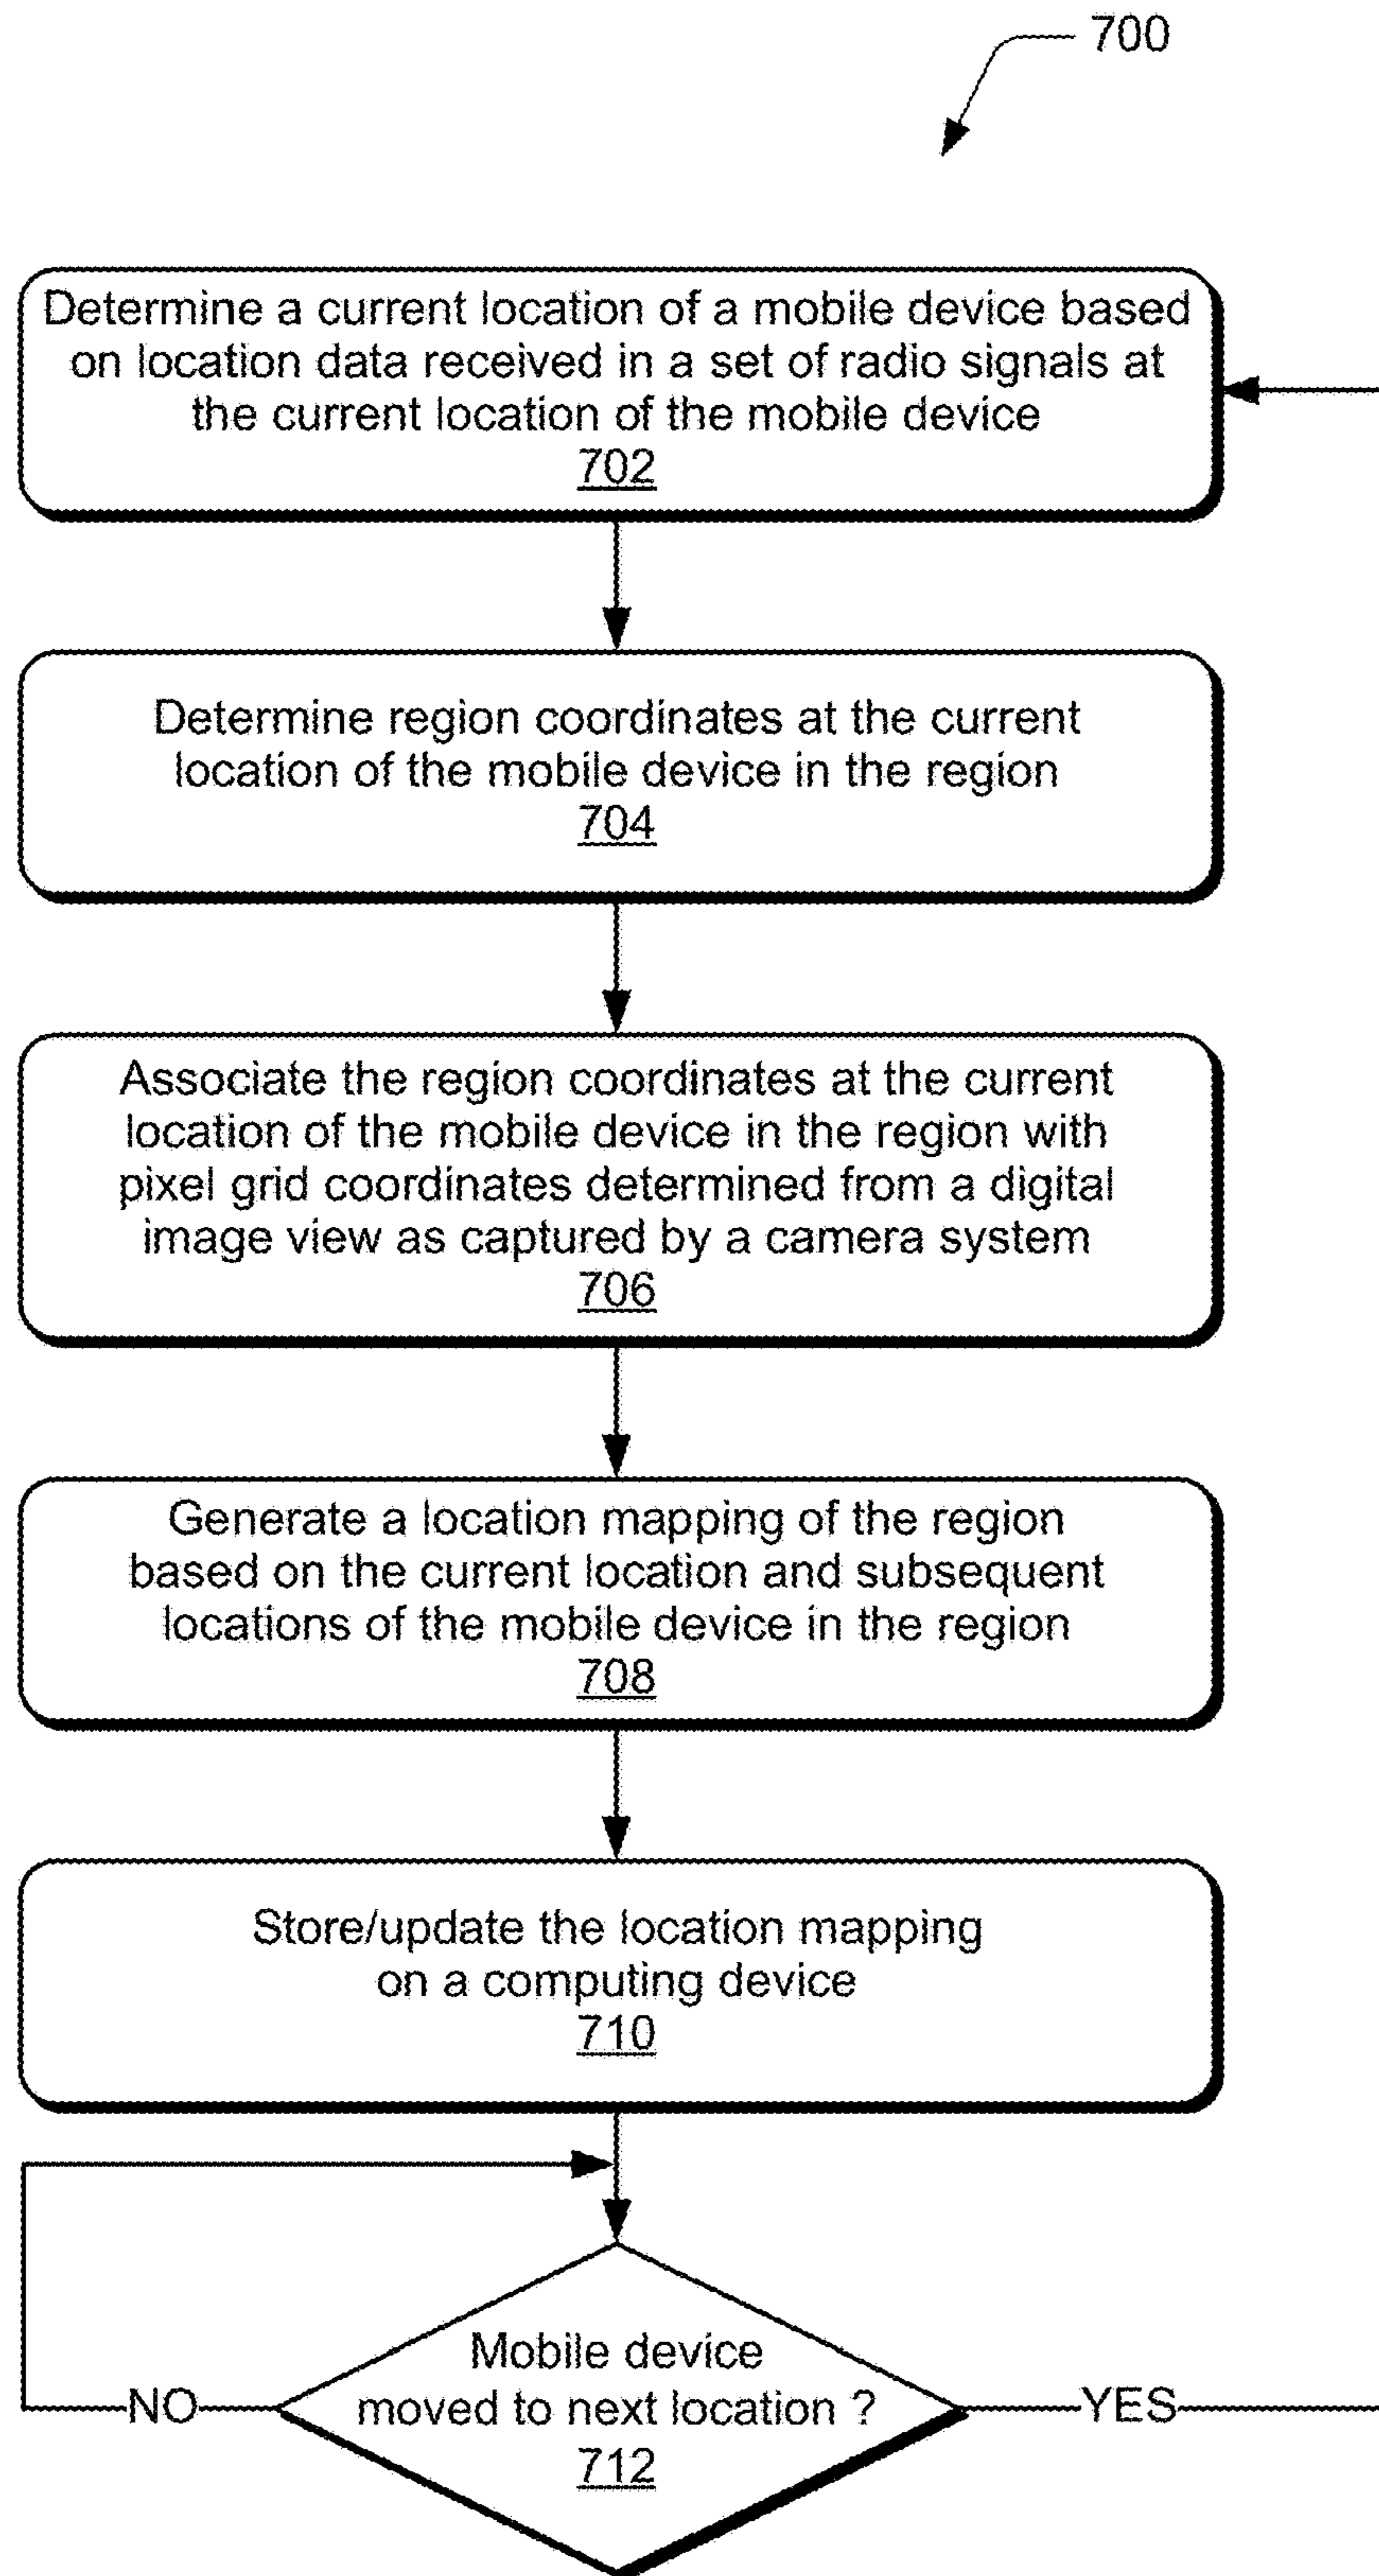 700
Determine a current location of a mobile device based
on location data received in a set of radio signals at
the current location of the mobile device
702
Determine region coordinates at the current
location of the mobile device in the region
704
Associate the region coordinates at the current
location of the mobile device in the region with
pixel grid coordinates determined from a digital
image view as captured by a camera system
706
Generate a location mapping of the region
based on the current location and subsequent
locations of the mobile device in the region
708
Store/update the location mapping
on a computing device
710
Mobile device
NO
moved to next location ?
YES
712